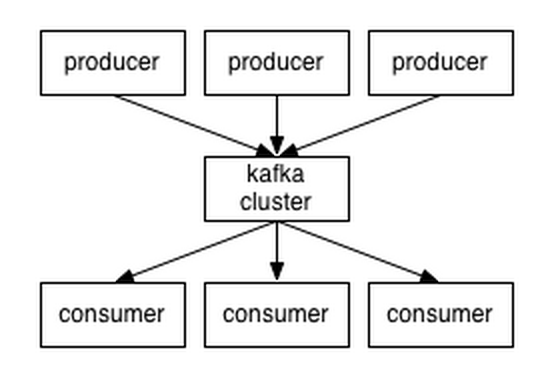 producer
producer
producer
kafka
cluster
consumer
consumer
consumer